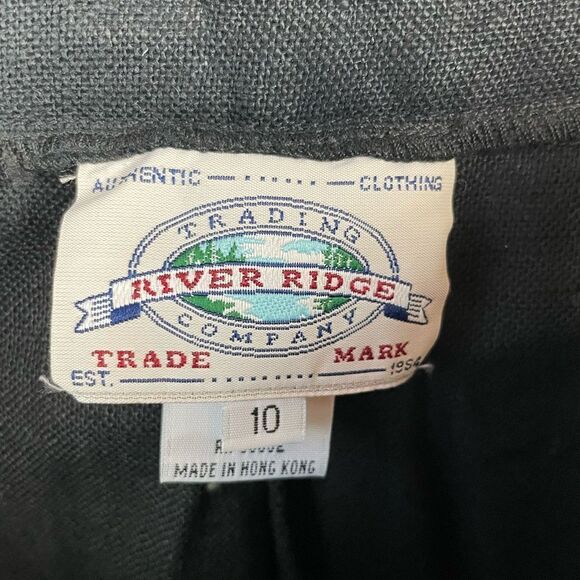 AUTHENTIC CLOTHING
TRADING
RIVER RIDGE
COMPANY
TRADE MARK
EST. 1954
10
MADE IN HONG KONG